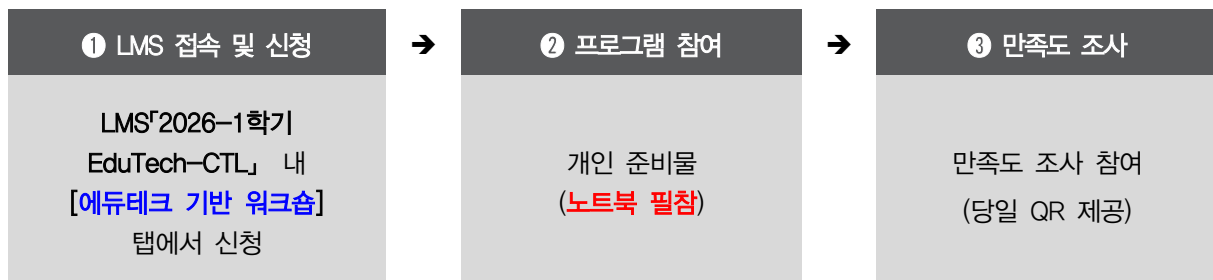 ❶ LMS 접속 및 신청
➔
❷ 프로그램 참여
➔
❸ 만족도 조사
LMS「2026-1학기
EduTech-CTL」 내
[에듀테크 기반 워크숍]
탭에서 신청
개인 준비물
(노트북 필참)
만족도 조사 참여
(당일 QR 제공)